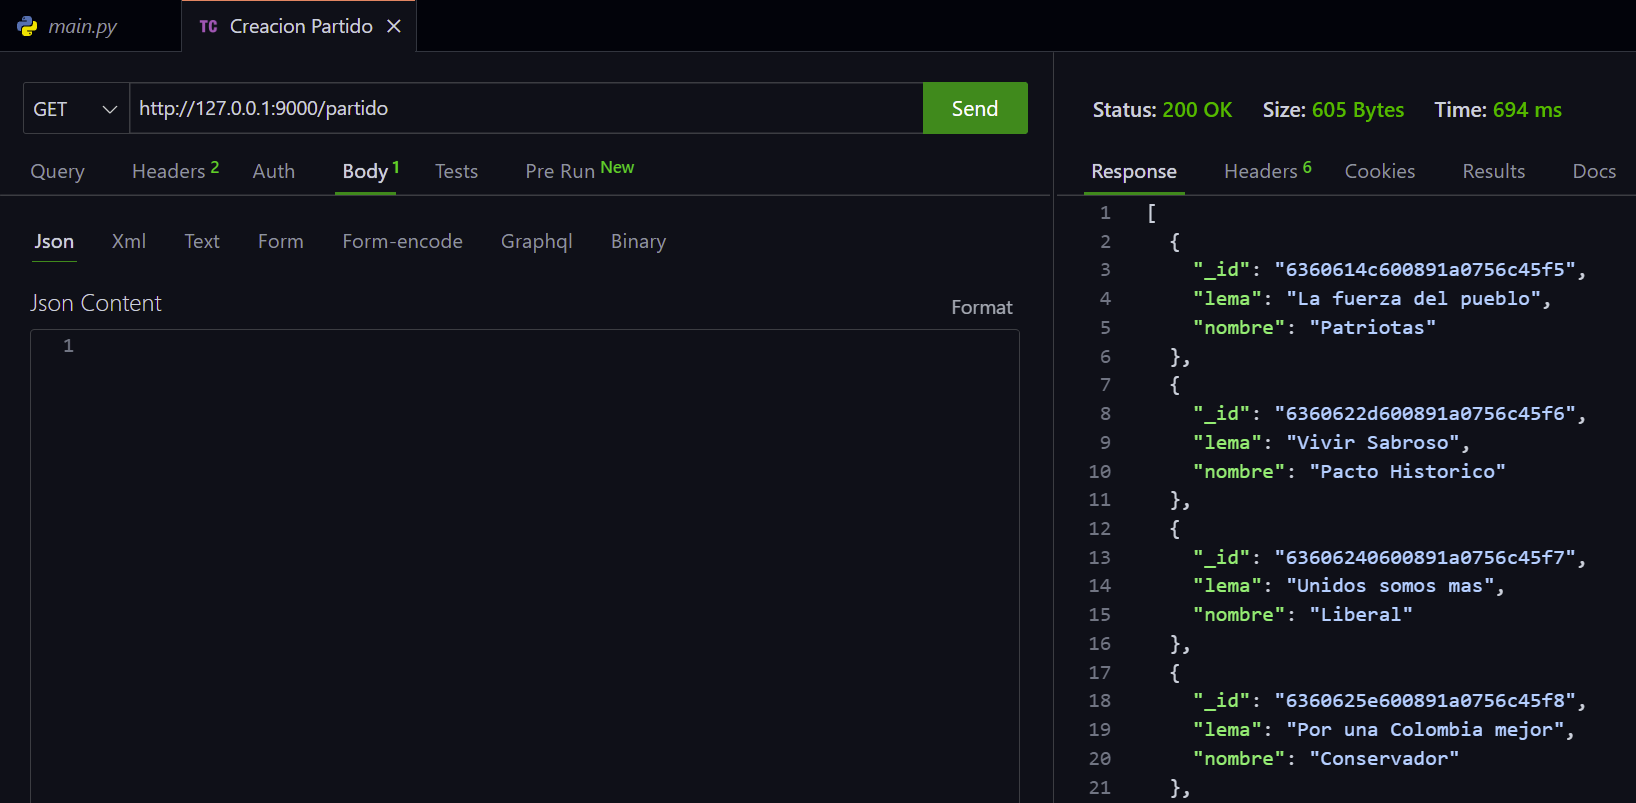 main.py
TC Creacion Partido
GET http://127.0.0.1:9000/partido Send
Query Headers 2 Auth Body 1 Tests Pre Run New
Json Xml Text Form Form-encode Graphql Binary
Json Content Format
1
Status: 200 OK Size: 605 Bytes Time: 694 ms
Response Headers 6 Cookies Results Docs
1 [
2 {
3 "_id": "6360614c600891a0756c45f5",
4 "lema": "La fuerza del pueblo",
5 "nombre": "Patriotas"
6 },
7 {
8 "_id": "6360622d600891a0756c45f6",
9 "lema": "Vivir Sabroso",
10 "nombre": "Pacto Historico"
11 },
12 {
13 "_id": "63606240600891a0756c45f7",
14 "lema": "Unidos somos mas",
15 "nombre": "Liberal"
16 },
17 {
18 "_id": "6360625e600891a0756c45f8",
19 "lema": "Por una Colombia mejor",
20 "nombre": "Conservador"
21 },